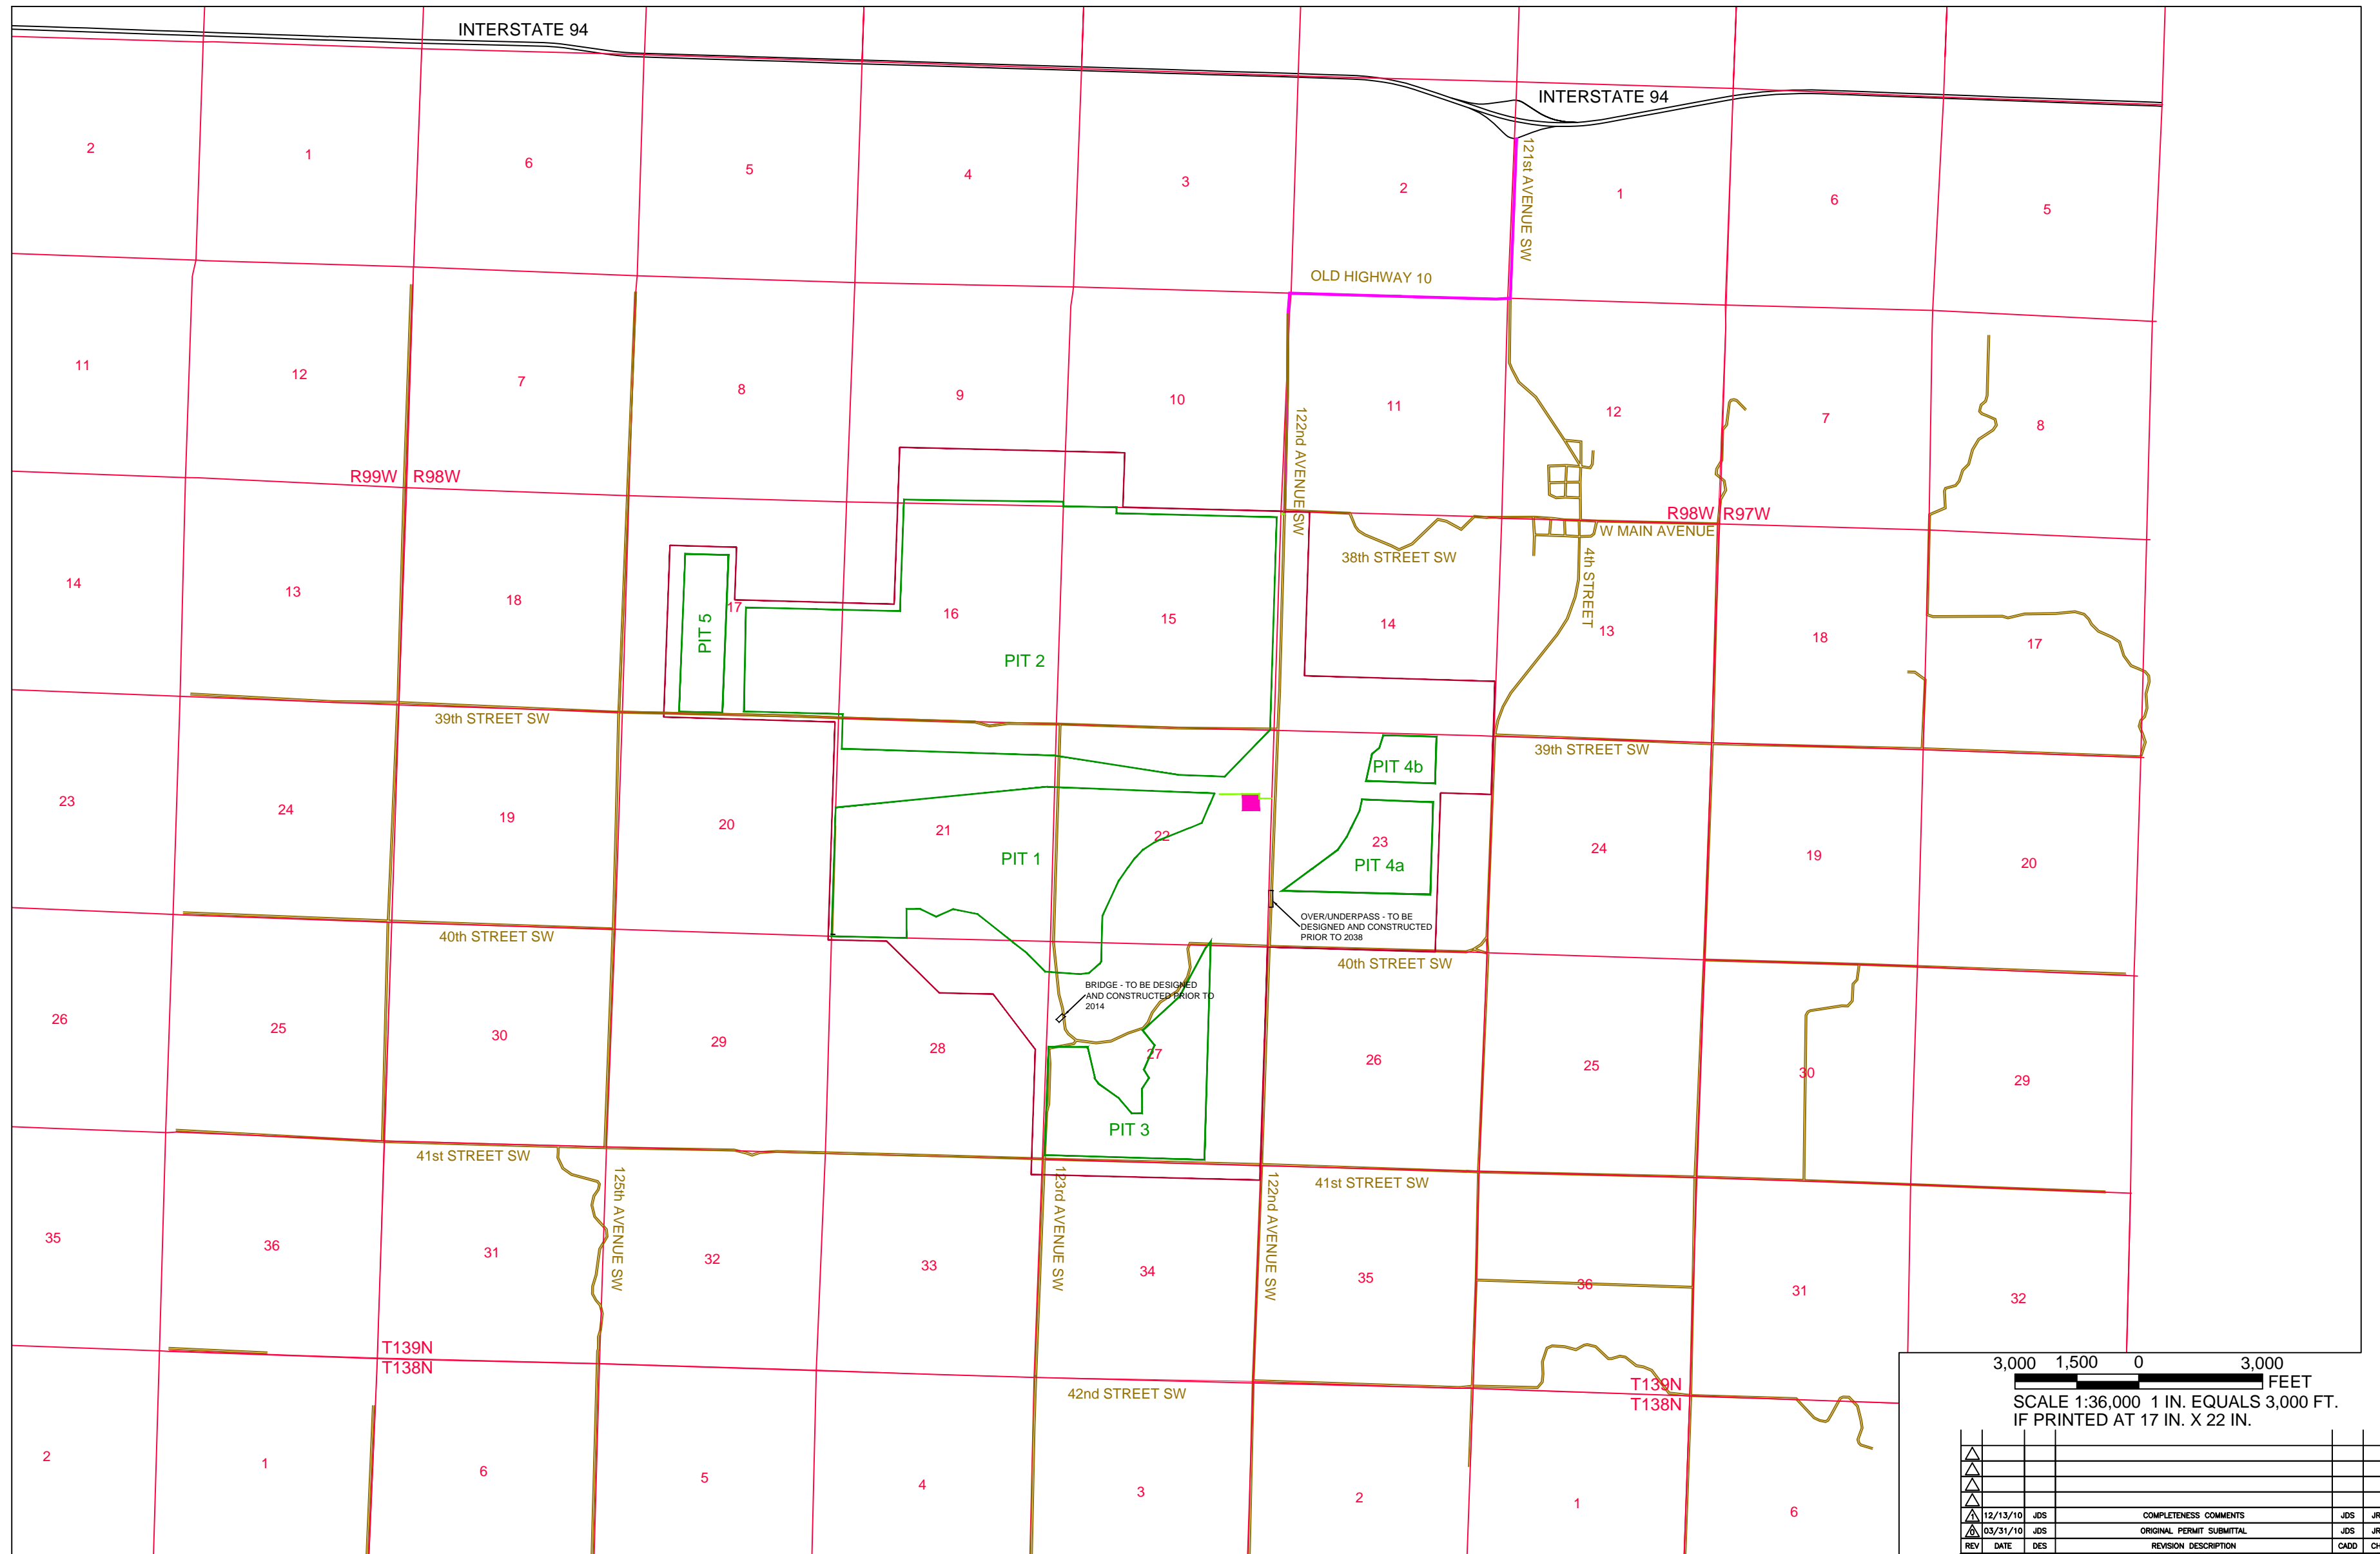 INTERSTATE 94
INTERSTATE 94
2
1
6
5
4
3
2
121st AVENUE SW
1
6
5
OLD HIGHWAY 10
11
12
7
8
9
10
122nd AVENUE SW
11
12
7
8
R99W
R98W
R98W
R97W
W MAIN AVENUE
38th STREET SW
4th STREET
14
13
18
PIT 5
17
16
15
PIT 2
14
13
18
17
39th STREET SW
39th STREET SW
23
24
19
20
21
PIT 1
22
PIT 4b
23
PIT 4a
24
19
20
OVER/UNDERPASS - TO BE
DESIGNED AND CONSTRUCTED
PRIOR TO 2038
40th STREET SW
40th STREET SW
BRIDGE - TO BE DESIGNED
AND CONSTRUCTED PRIOR TO
2014
26
25
30
29
28
27
26
25
30
29
PIT 3
41st STREET SW
41st STREET SW
125th AVENUE SW
123rd AVENUE SW
122nd AVENUE SW
35
36
31
32
33
34
35
36
31
32
T139N
T138N
42nd STREET SW
T139N
T138N
2
1
6
5
4
3
2
1
6
3,000 1,500 0 3,000
FEET
SCALE 1:36,000 1 IN. EQUALS 3,000 FT.
IF PRINTED AT 17 IN. X 22 IN.
1 12/13/10 JDS COMPLETENESS COMMENTS JDS JR
0 03/31/10 JDS ORIGINAL PERMIT SUBMITTAL JDS JR
REV DATE DES REVISION DESCRIPTION CADD